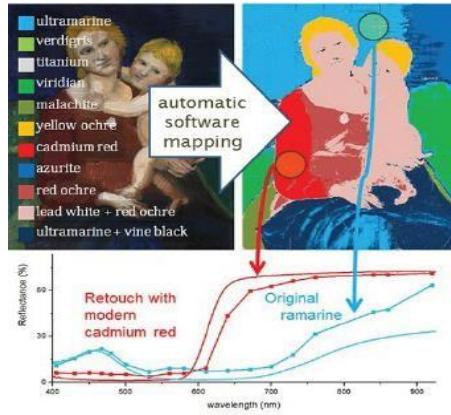 ultramarine
verdigris
titanium
viridian
malachite
yellow ochre
cadmium red
azurite
red ochre
lead white + red ochre
ultramarine + vine black
automatic
software
mapping
Reflectance (%)
60
30
0
Retouch with
modern
cadmium red
Original
ramarine
400
500
600
700
800
900
wavelength (nm)